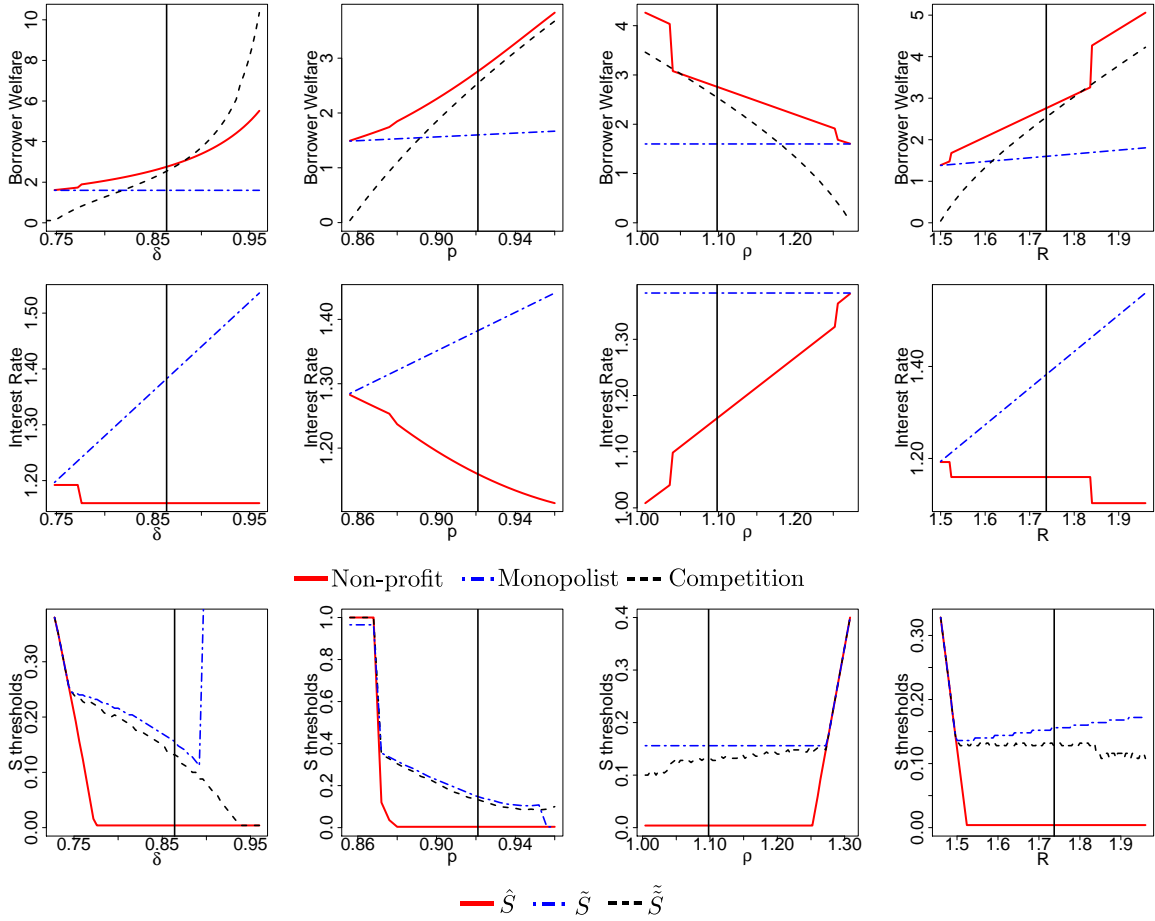 Borrower Welfare
0 2 4 6 8 10
0.75 0.85 0.95
δ
Borrower Welfare
0 1 2 3
0.86 0.90 0.94
p
Borrower Welfare
0 1 2 3 4
1.00 1.10 1.20
ρ
Borrower Welfare
0 1 2 3 4 5
1.5 1.6 1.7 1.8 1.9
R
Interest Rate
1.20 1.30 1.40 1.50
0.75 0.85 0.95
δ
Interest Rate
1.20 1.30 1.40
0.86 0.90 0.94
p
Interest Rate
1.00 1.10 1.20 1.30
1.00 1.10 1.20
ρ
Interest Rate
1.20 1.30 1.40 1.50
1.5 1.6 1.7 1.8 1.9
R
Non-profit Monopolist Competition
S thresholds
0.00 0.10 0.20 0.30
0.75 0.85 0.95
δ
S thresholds
0.0 0.2 0.4 0.6 0.8 1.0
0.86 0.90 0.94
p
S thresholds
0.0 0.1 0.2 0.3 0.4
1.00 1.10 1.20 1.30
ρ
S thresholds
0.00 0.10 0.20 0.30
1.5 1.6 1.7 1.8 1.9
R
Ŝ S̃ S̃̃